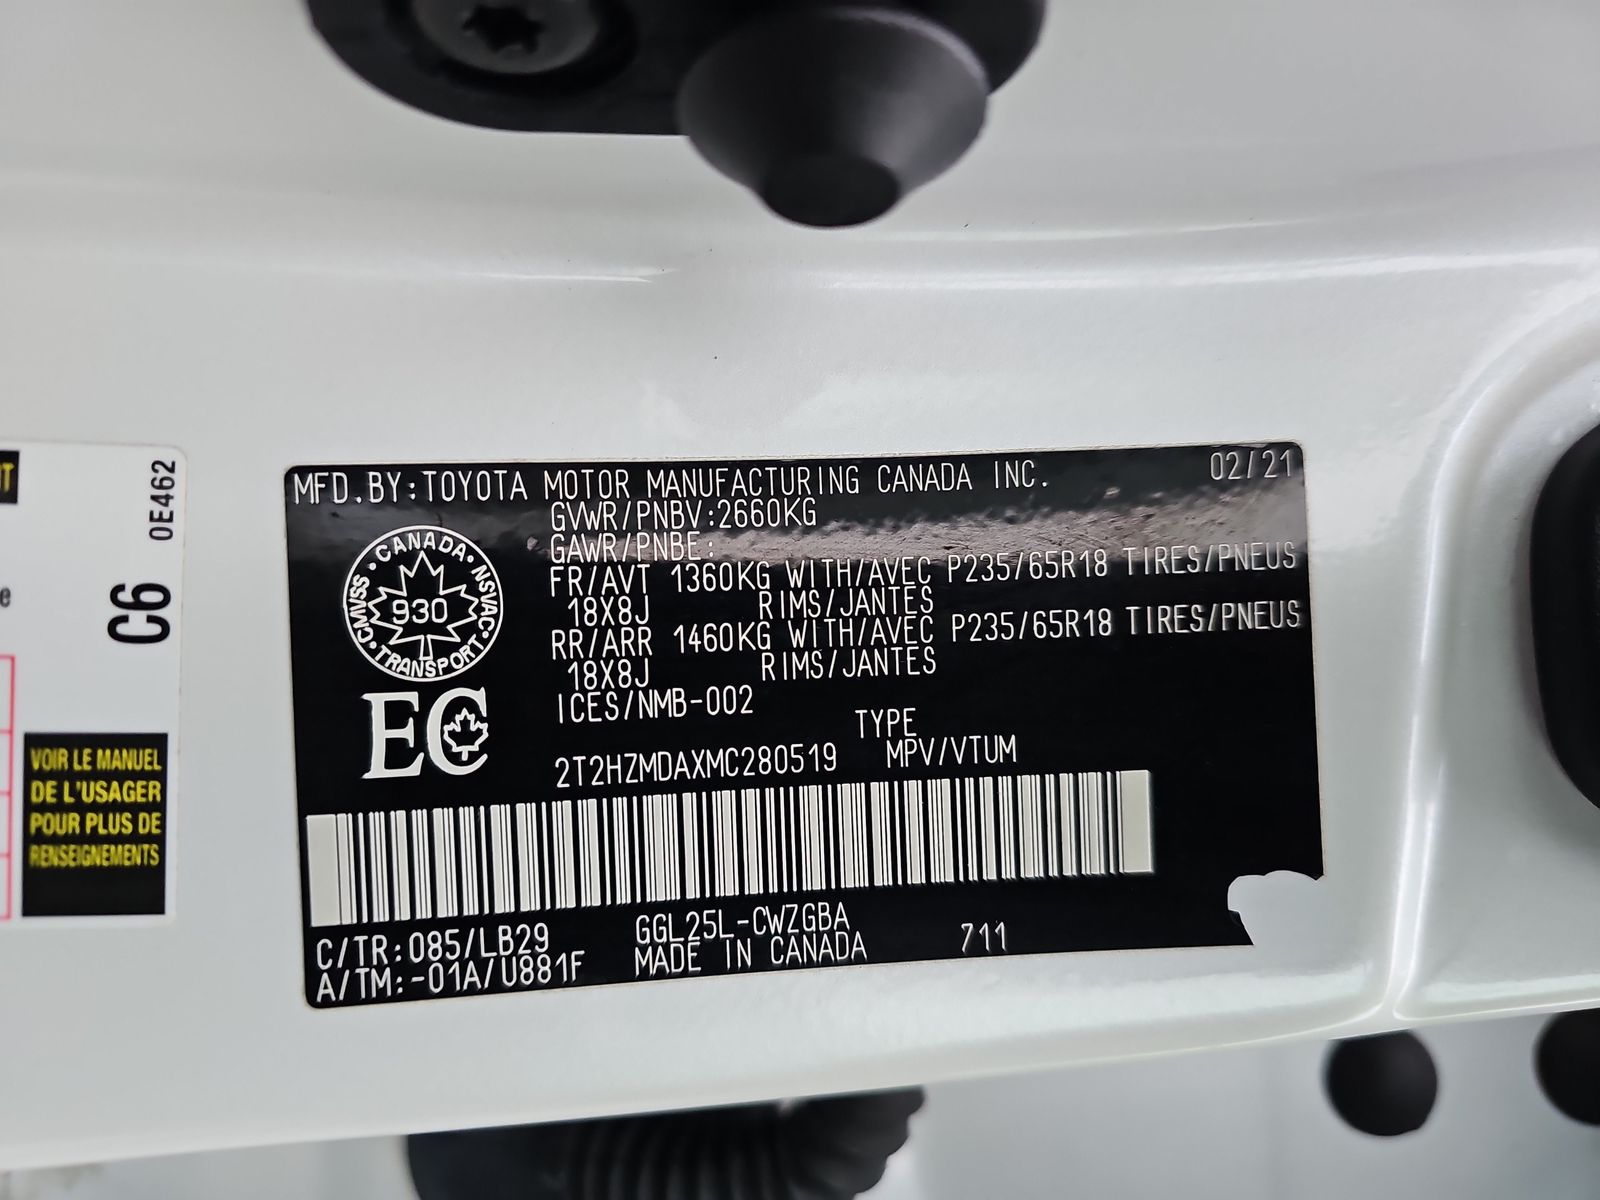 0E462
C6
VOIR LE MANUEL
DE L'USAGER
POUR PLUS DE
RENSEIGNEMENTS
MFD.BY:TOYOTA MOTOR MANUFACTURING CANADA INC. 02/21
GVWR/PNBV:2660KG
GAWR/PNBE:
FR/AVT 1360KG WITH/AVEC P235/65R18 TIRES/PNEUS
18X8J RIMS/JANTES
RR/ARR 1460KG WITH/AVEC P235/65R18 TIRES/PNEUS
18X8J RIMS/JANTES
ICES/NMB-002
CANADA
CMVSS 930 NSVAC
TRANSPORT
EC
TYPE
2T2HZMDAXMC280519 MPV/VTUM
C/TR:085/LB29 GGL25L-CWZGBA
A/TM:-01A/U881F MADE IN CANADA 711